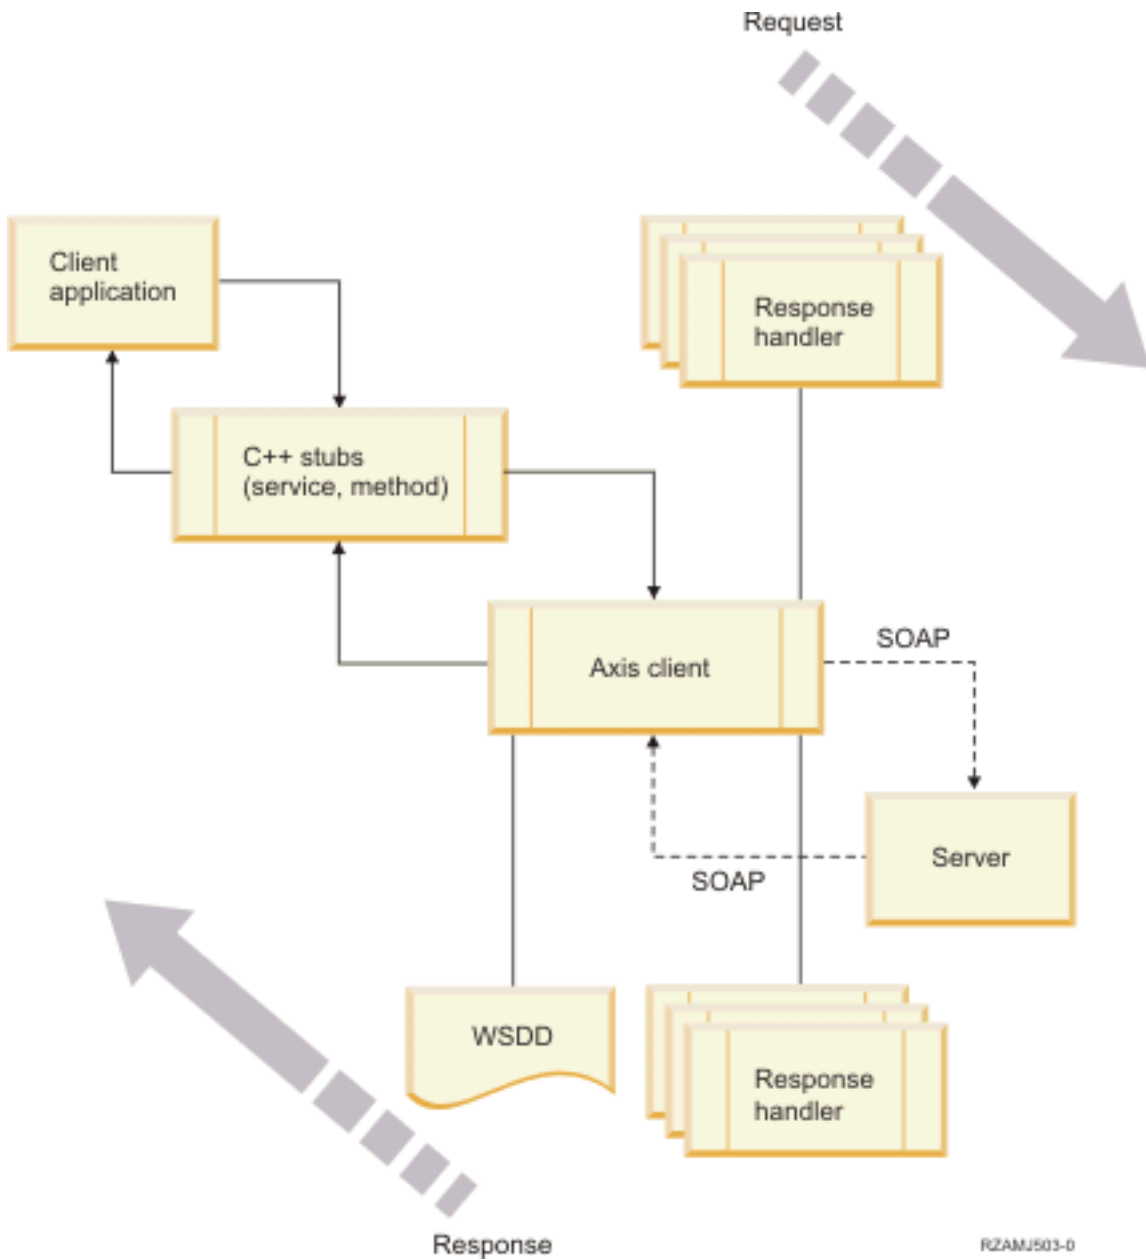 Request
Client
application
Response
handler
C++ stubs
(service, method)
Axis client
SOAP
Server
SOAP
WSDD
Response
handler
Response
RZAMJ503-0